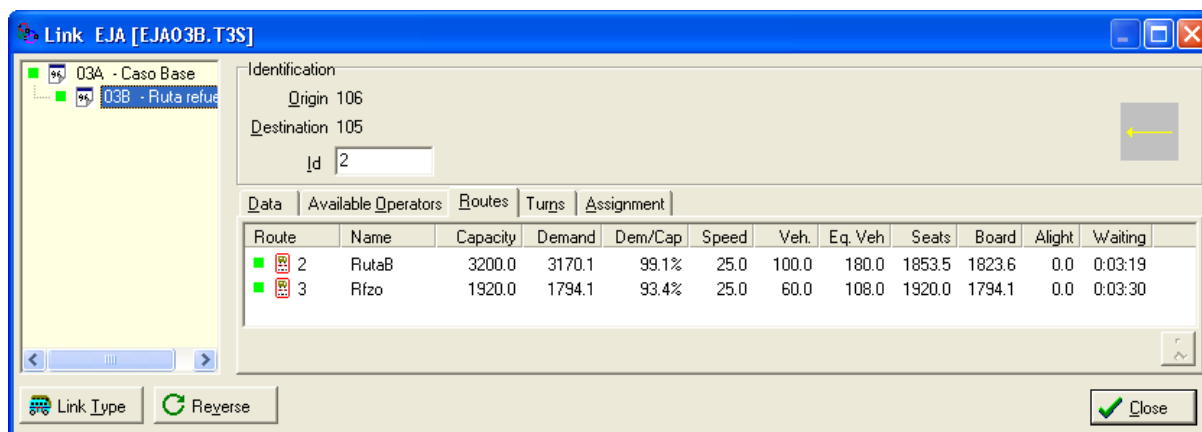 Link EJA [EJA03B.T3S]
03A - Caso Base
03B - Ruta refue
Identification
Origin 106
Destination 105
Id 2
Data Available Operators Routes Turns Assignment
Route Name Capacity Demand Dem/Cap Speed Veh. Eq. Veh Seats Board Alight Waiting
2 RutaB 3200.0 3170.1 99.1% 25.0 100.0 180.0 1853.5 1823.6 0.0 0:03:19
3 Rfzo 1920.0 1794.1 93.4% 25.0 60.0 108.0 1920.0 1794.1 0.0 0:03:30
Link Type Reverse Close